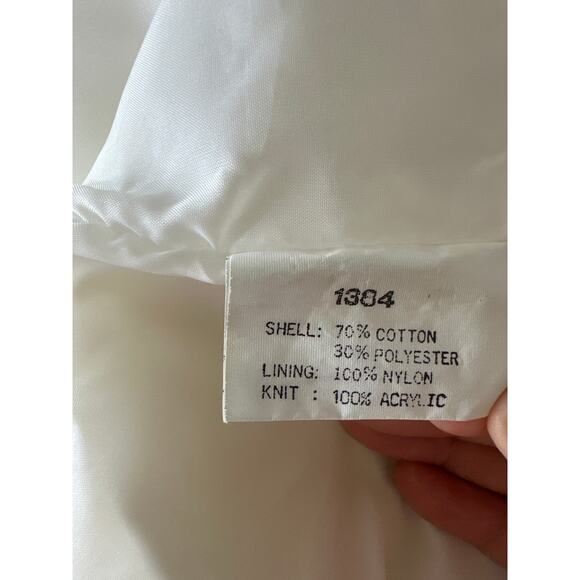 1384
SHELL: 70% COTTON
30% POLYESTER
LINING: 100% NYLON
KNIT : 100% ACRYLIC